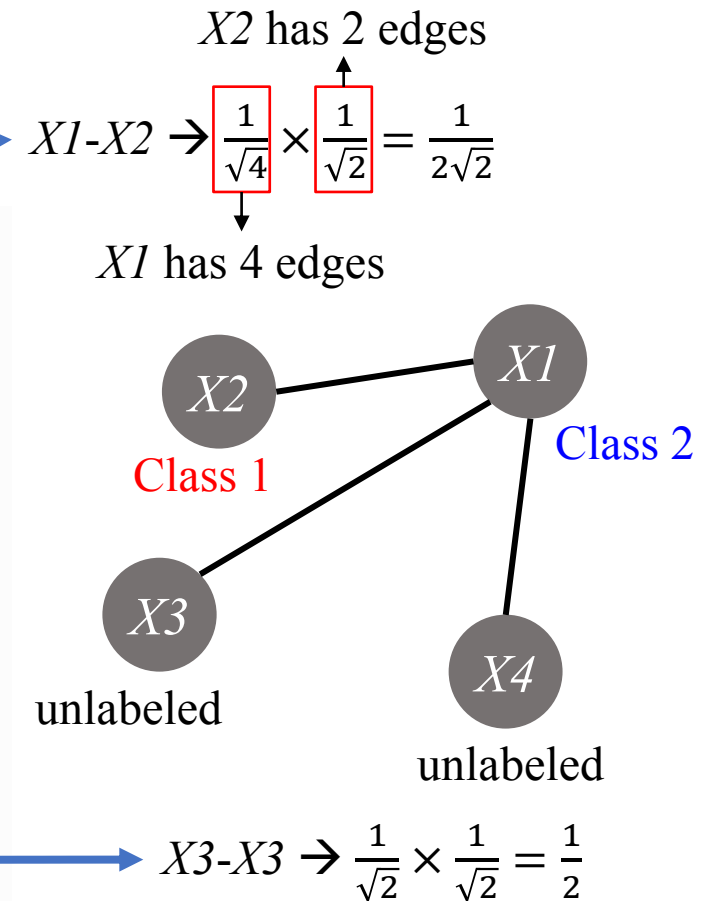 X2 has 2 edges
X1-X2 → 1/√4 × 1/√2 = 1/2√2
X1 has 4 edges
X1
X2
Class 2
Class 1
X3
X4
unlabeled
unlabeled
X3-X3 → 1/√2 × 1/√2 = 1/2